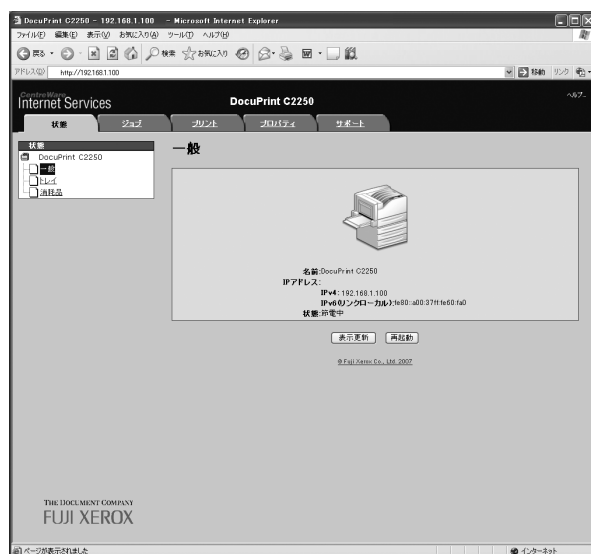 DocuPrint C2250 - 192.168.1.100 - Microsoft Internet Explorer
ファイル(F) 編集(E) 表示(V) お気に入り(A) ツール(T) ヘルプ(H)
戻る 検索 お気に入り
アドレス(D) http://192.168.1.100 移動 リンク
CentreWare
Internet Services
DocuPrint C2250
ヘルプ
状態 ジョブ プリント プロパティ サポート
状態
DocuPrint C2250
一般
トレイ
消耗品
一般
名前:DocuPrint C2250
IPアドレス:
IPv4:192.168.1.100
IPv6(リンクローカル):fe80::a00:37ff:fe60:fa0
状態:節電中
表示更新 再起動
© Fuji Xerox Co., Ltd. 2007
THE DOCUMENT COMPANY
FUJI XEROX
ページが表示されました
インターネット